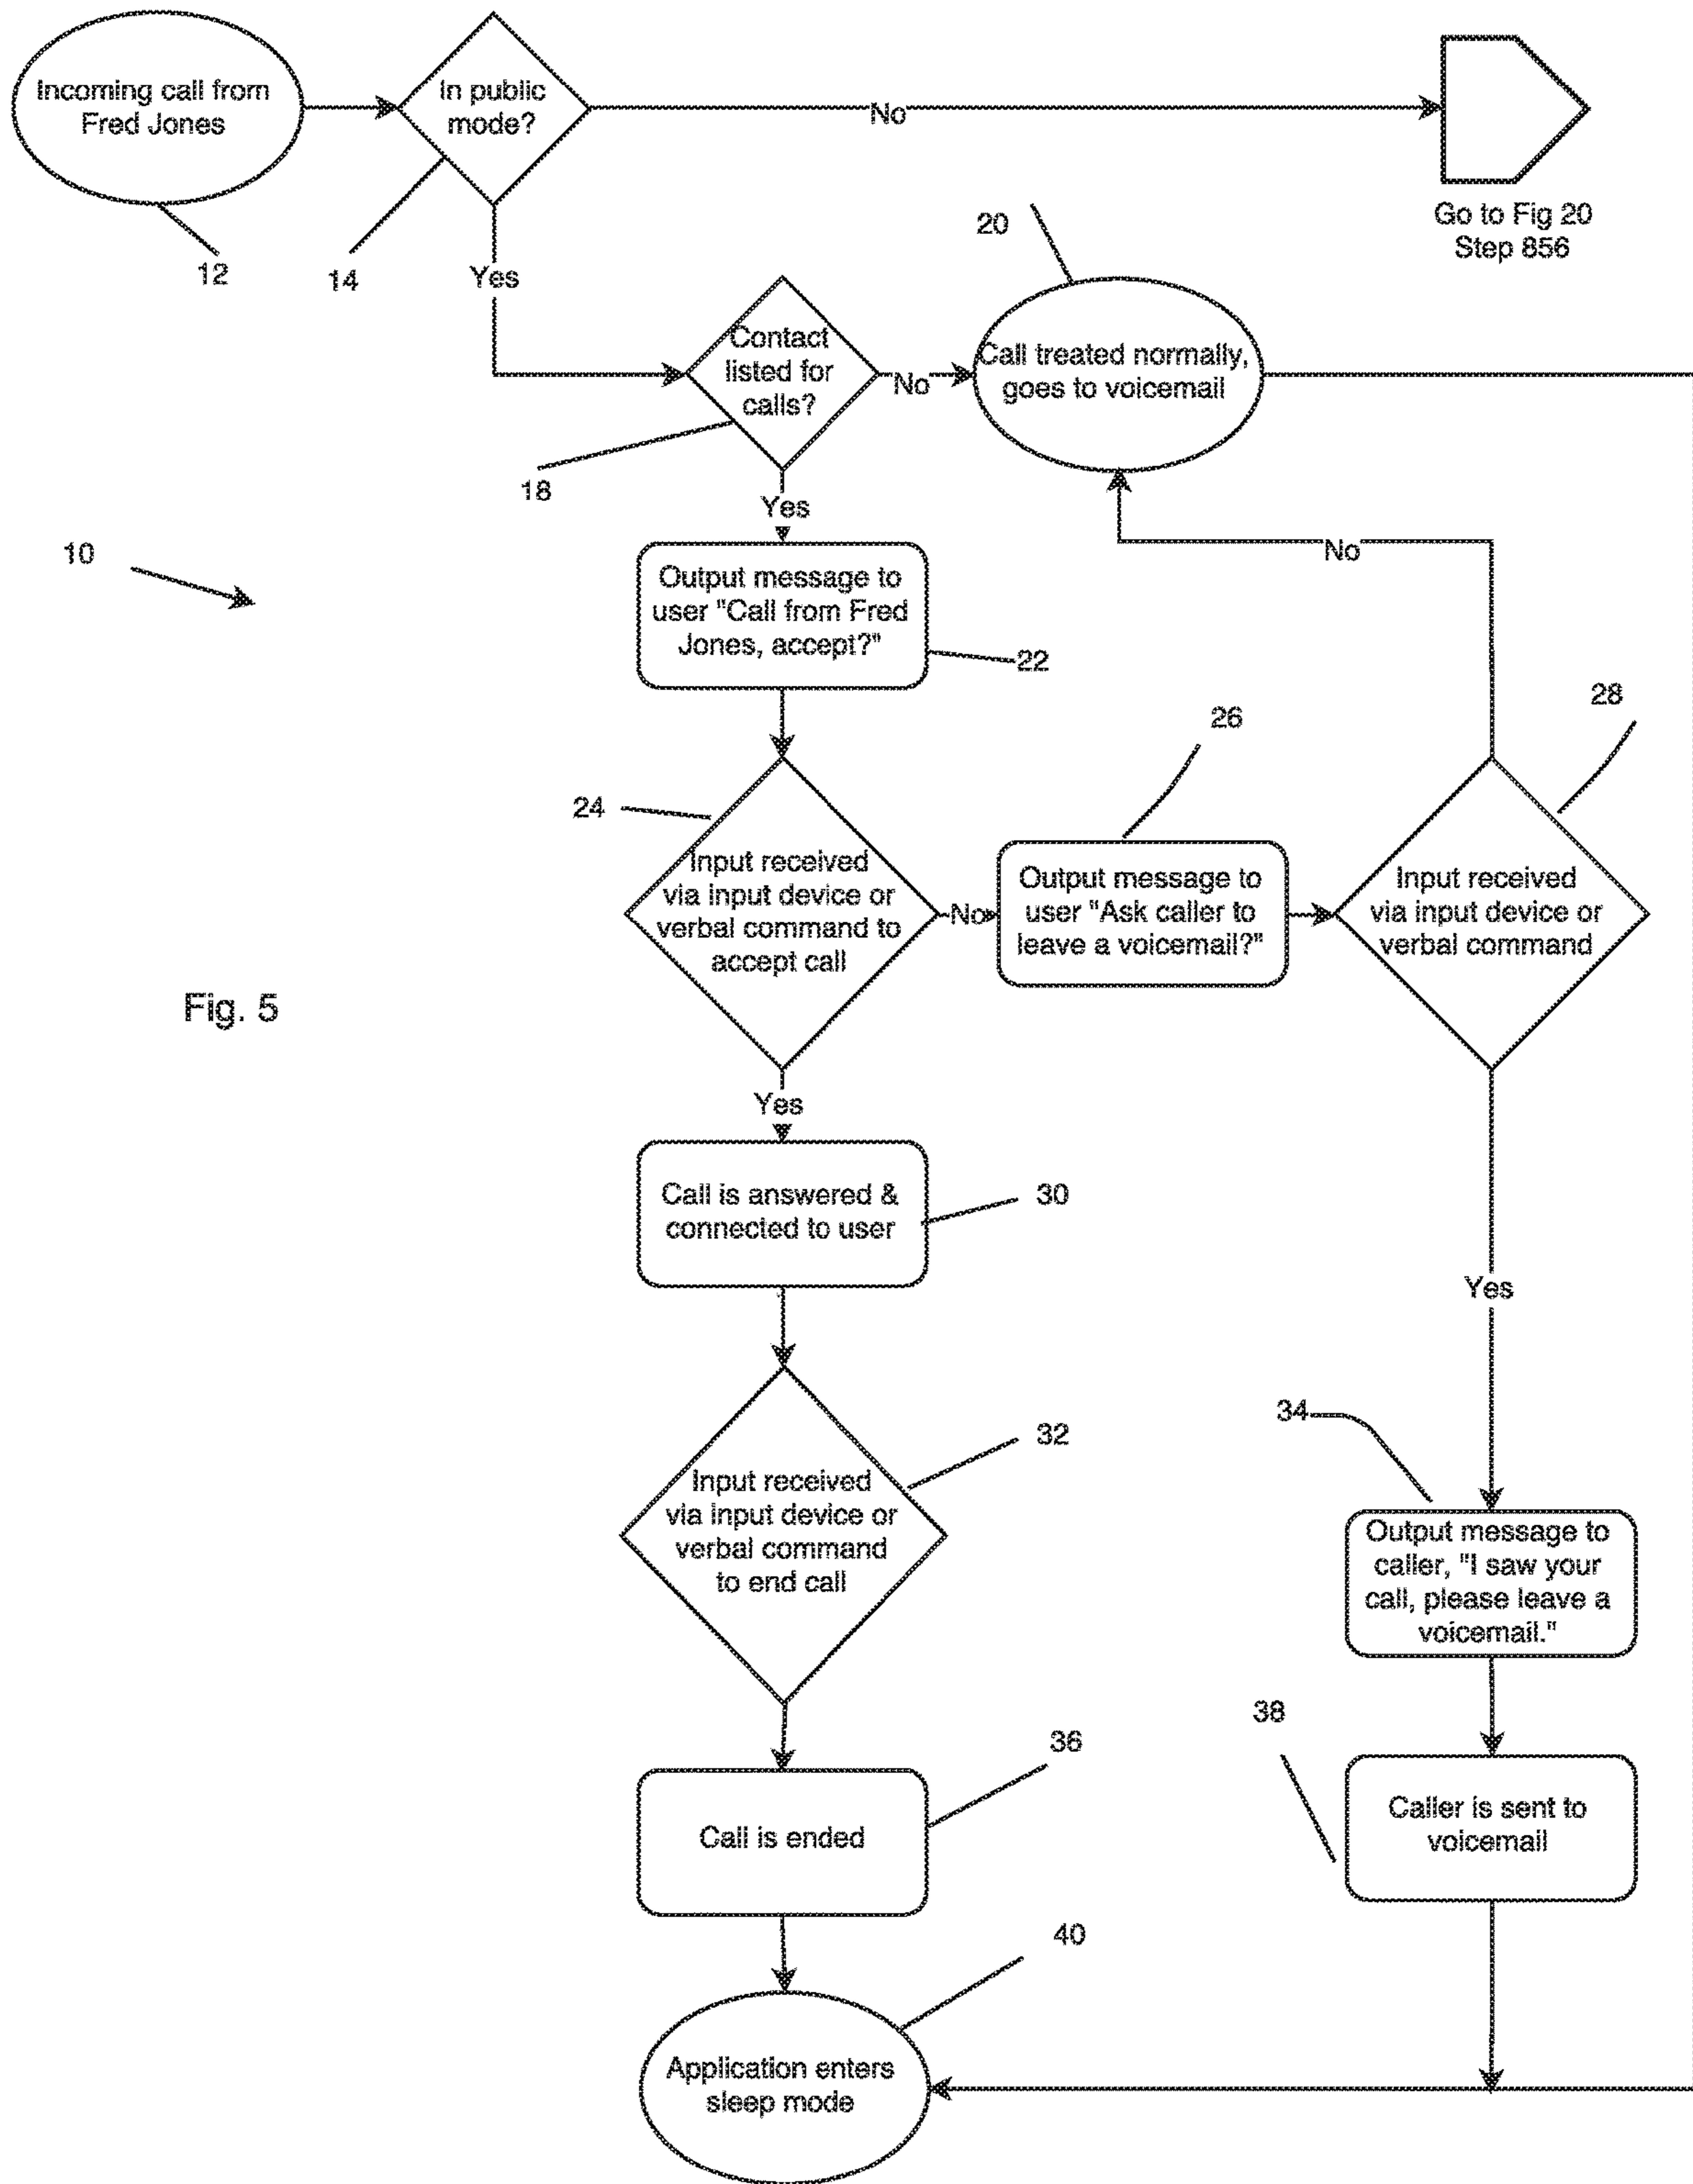 Incoming call from
Fred Jones
12
In public
mode?
14
No
Go to Fig 20
Step 856
Yes
Contact
listed for
calls?
18
No
Call treated normally,
goes to voicemail
20
Yes
10
Output message to
user "Call from Fred
Jones, accept?"
22
No
24
Input received
via input device or
verbal command to
accept call
No
26
Output message to
user "Ask caller to
leave a voicemail?"
28
Input received
via input device or
verbal command
Fig. 5
Yes
Call is answered &
connected to user
30
Yes
32
Input received
via input device or
verbal command
to end call
34
Output message to
caller, "I saw your
call, please leave a
voicemail."
36
Call is ended
38
Caller is sent to
voicemail
40
Application enters
sleep mode